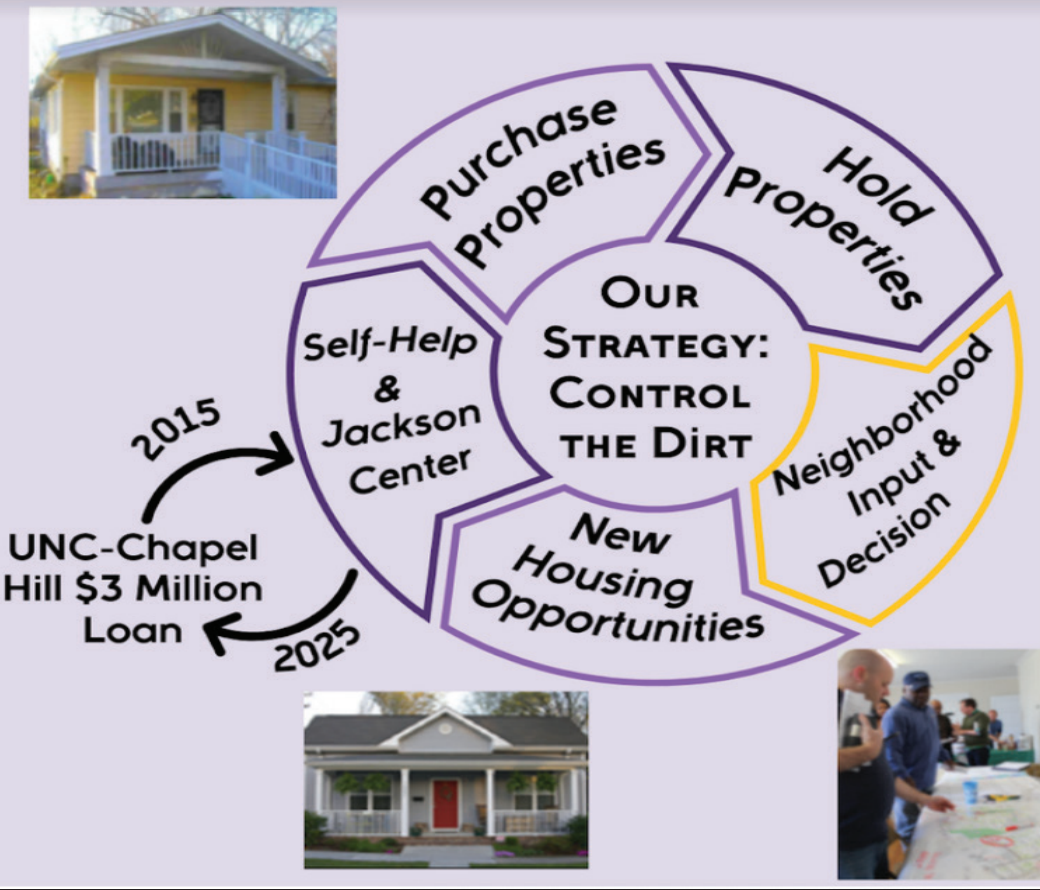 Purchase
Properties
Hold
Properties
Our
Strategy:
Control
the Dirt
Self-Help
&
Jackson
Center
Neighborhood
Input &
Decision
New
Housing
Opportunities
2015
UNC-Chapel
Hill $3 Million
Loan
2025